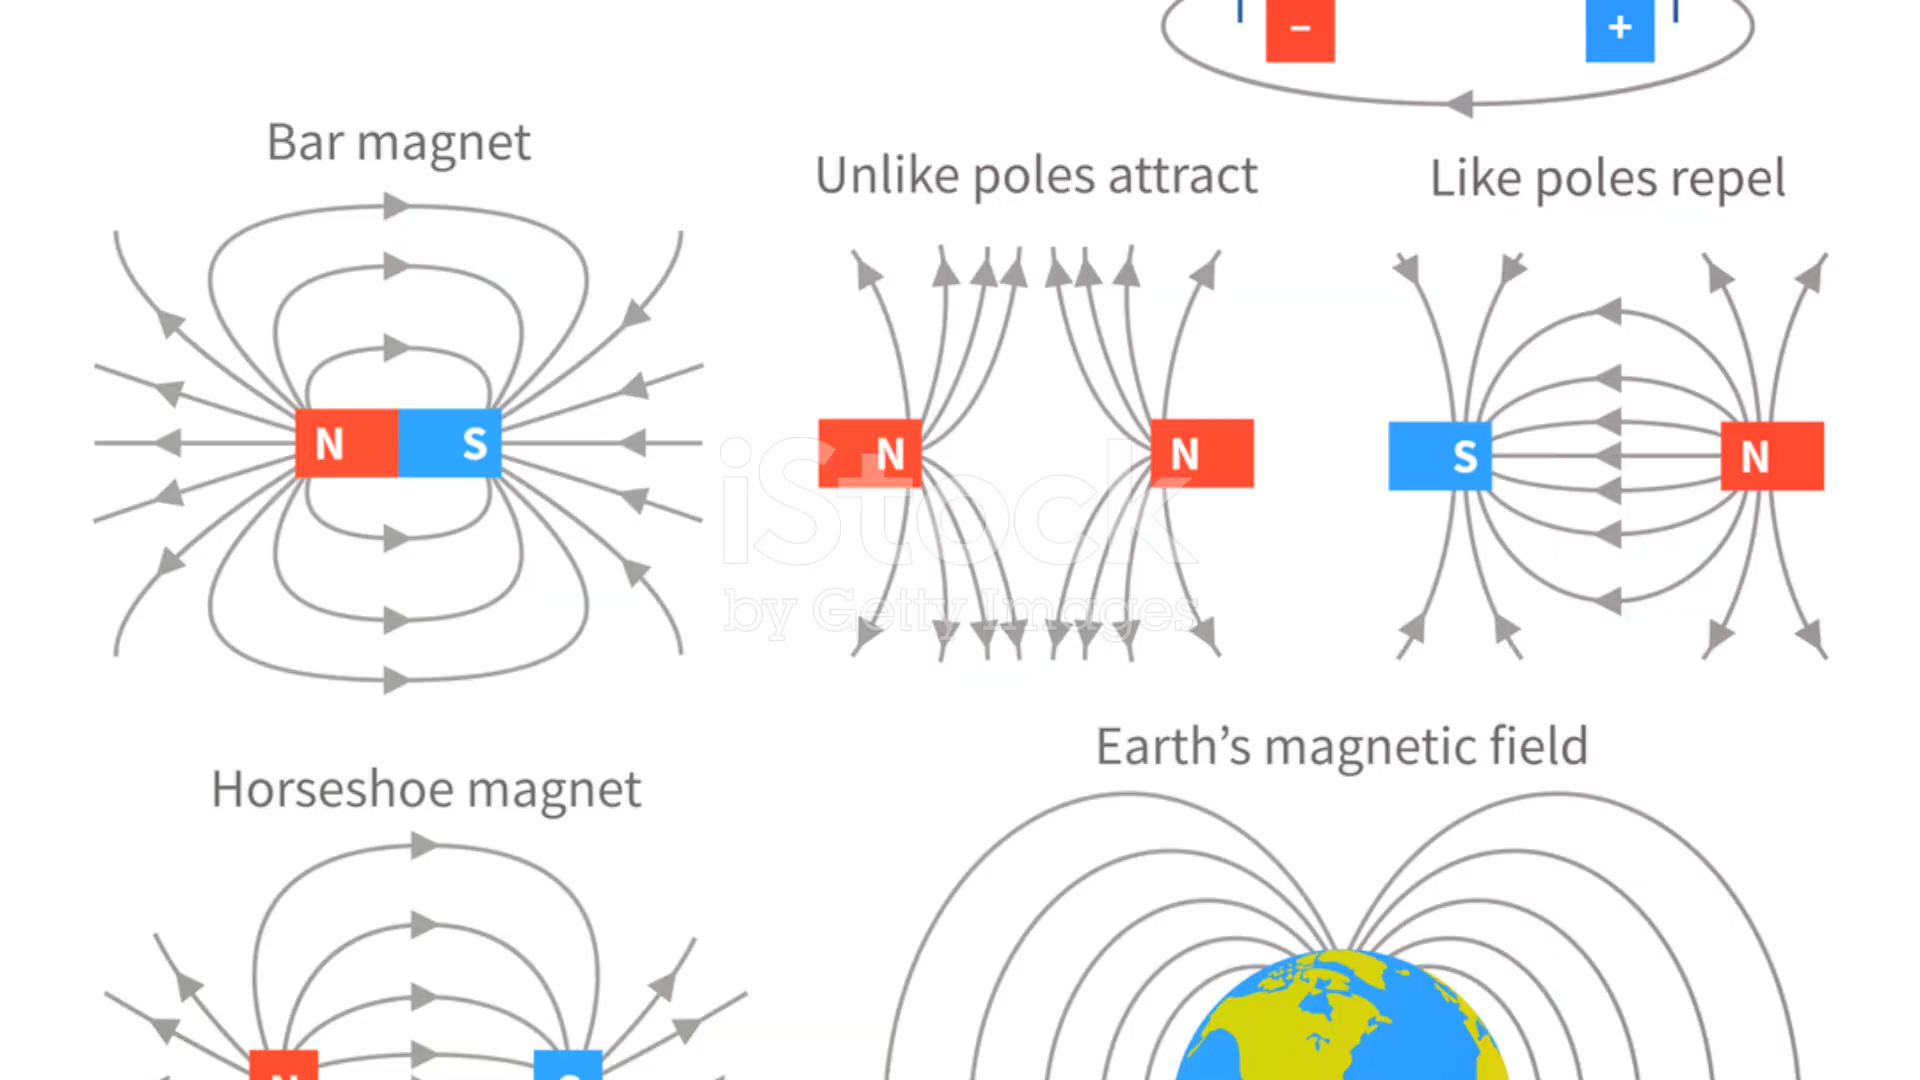 − +
Bar magnet
Unlike poles attract
Like poles repel
N S
N N
S N
iStock
by Getty Images
Earth’s magnetic field
Horseshoe magnet